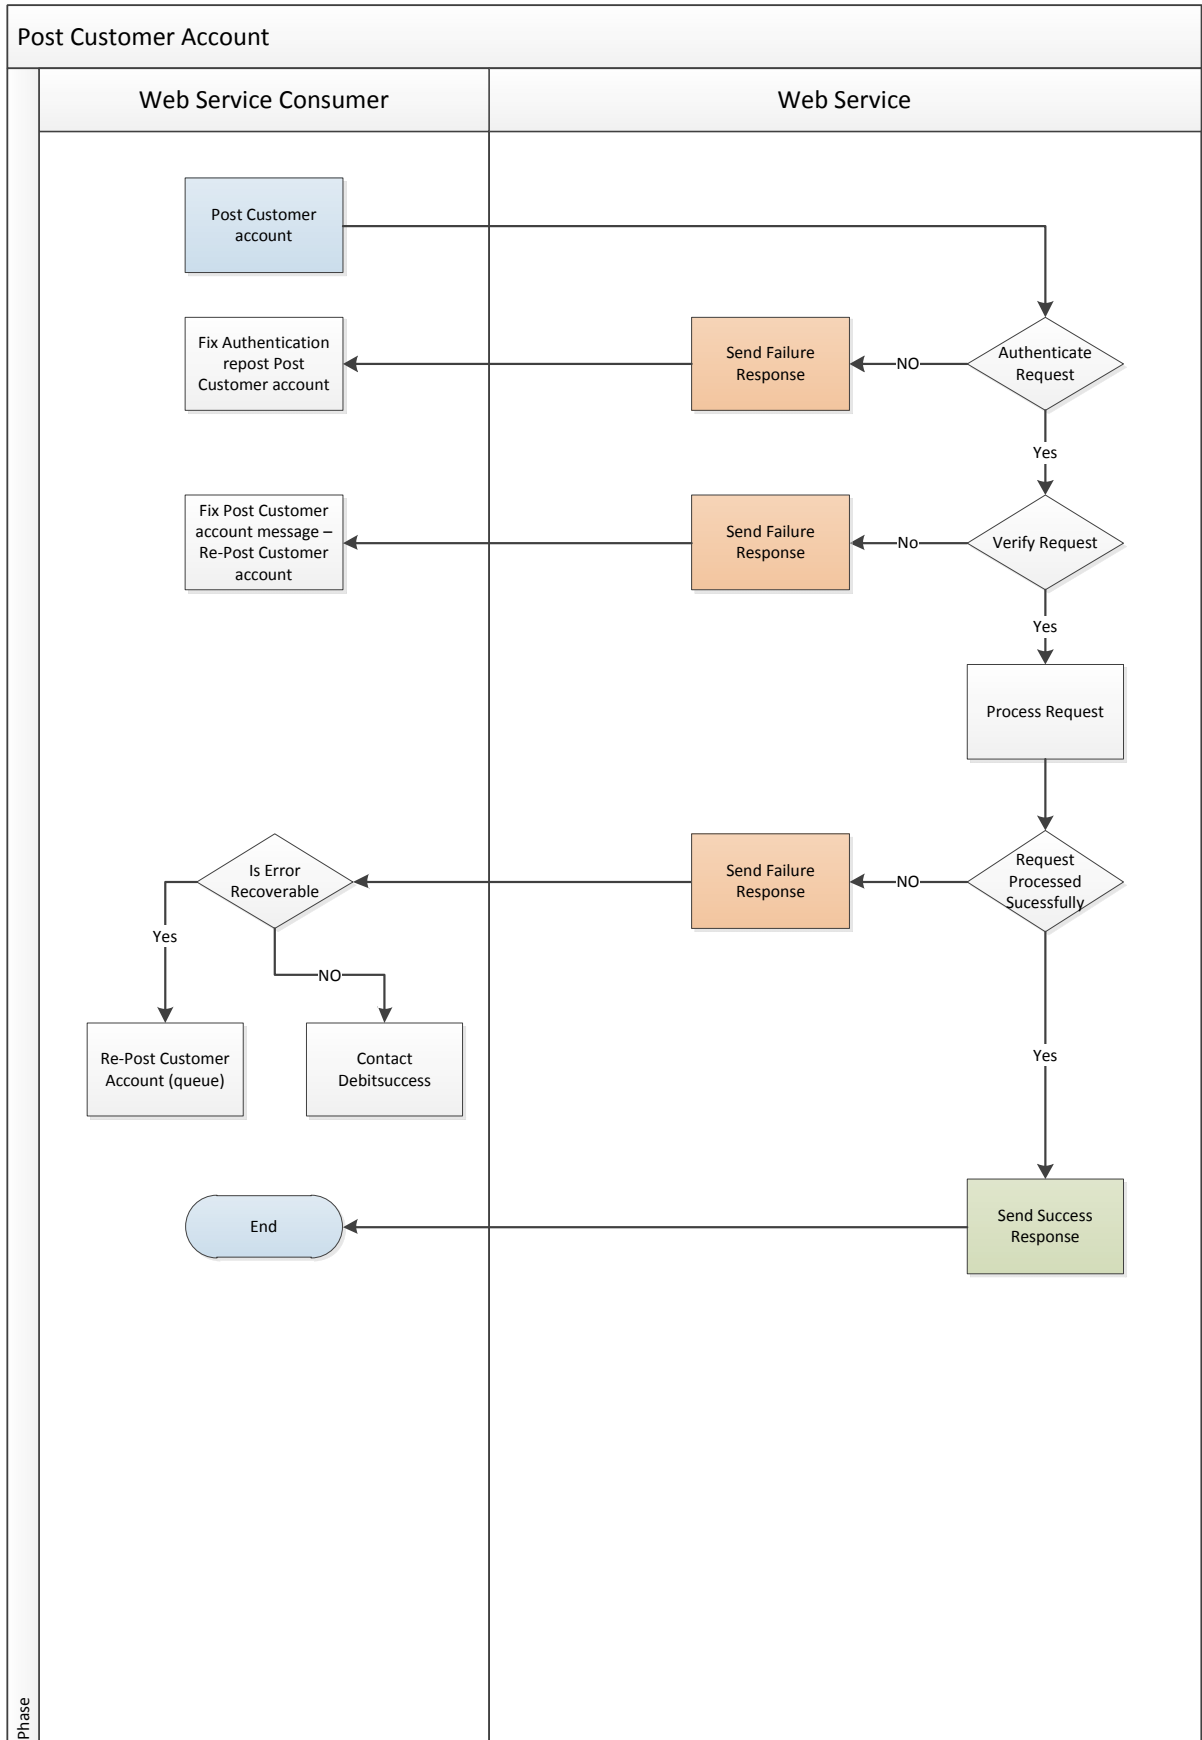 Post Customer Account
Web Service Consumer
Web Service
Post Customer
account
Fix Authentication
repost Post
Customer account
Send Failure
Response
NO
Authenticate
Request
Yes
Fix Post Customer
account message –
Re-Post Customer
account
Send Failure
Response
No
Verify Request
Yes
Process Request
Is Error
Recoverable
Send Failure
Response
NO
Request
Processed
Sucessfully
Yes
NO
Re-Post Customer
Account (queue)
Contact
Debitsuccess
Yes
End
Send Success
Response
Phase